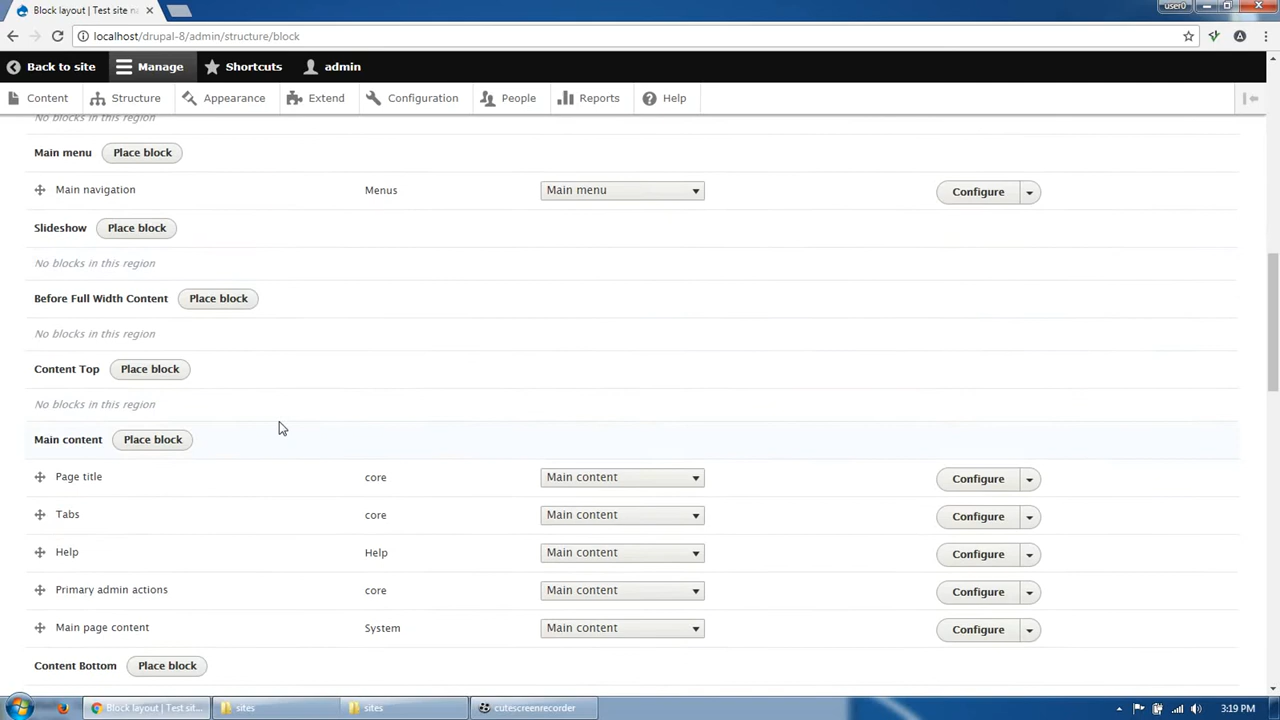 Block layout | Test site na
user0
localhost/drupal-8/admin/structure/block
Back to site Manage Shortcuts admin
Content Structure Appearance Extend Configuration People Reports Help
No blocks in this region
Main menu Place block
Main navigation Menus Main menu Configure
Slideshow Place block
No blocks in this region
Before Full Width Content Place block
No blocks in this region
Content Top Place block
No blocks in this region
Main content Place block
Page title core Main content Configure
Tabs core Main content Configure
Help Help Main content Configure
Primary admin actions core Main content Configure
Main page content System Main content Configure
Content Bottom Place block
Block layout | Test sit... sites sites cutescreenrecorder 3:19 PM